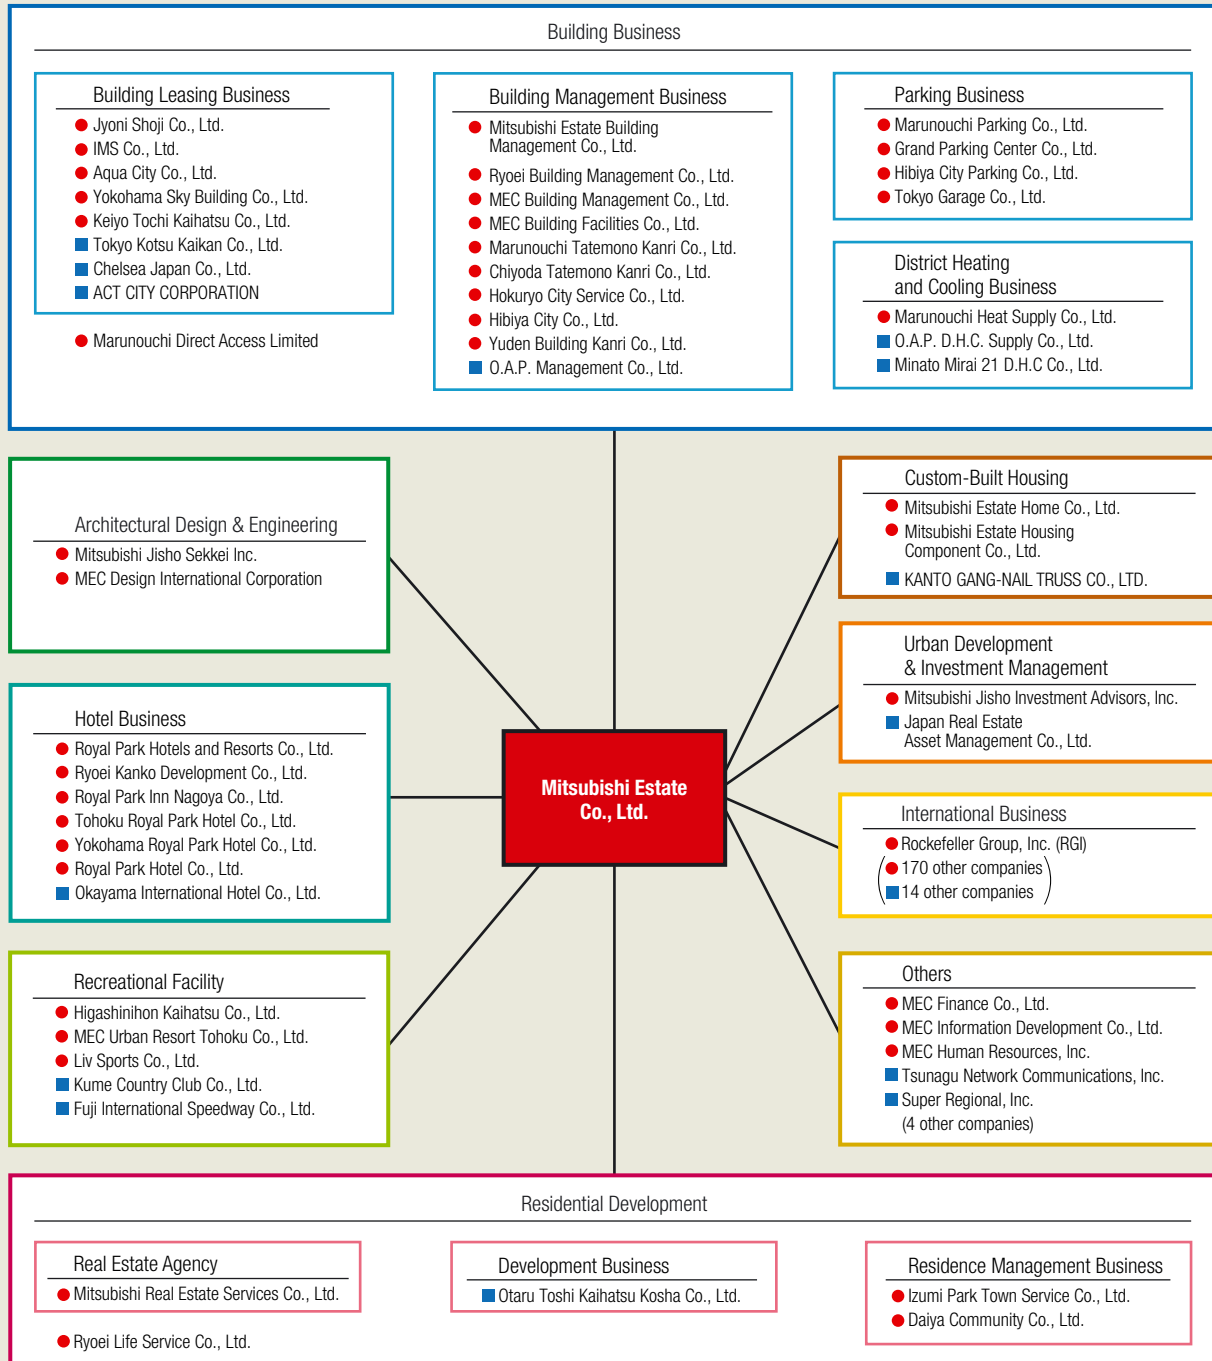 Building Business
Building Leasing Business
Jyoni Shoji Co., Ltd.
IMS Co., Ltd.
Aqua City Co., Ltd.
Yokohama Sky Building Co., Ltd.
Keiyo Tochi Kaihatsu Co., Ltd.
Tokyo Kotsu Kaikan Co., Ltd.
Chelsea Japan Co., Ltd.
ACT CITY CORPORATION
Marunouchi Direct Access Limited
Building Management Business
Mitsubishi Estate Building
Management Co., Ltd.
Ryoei Building Management Co., Ltd.
MEC Building Management Co., Ltd.
MEC Building Facilities Co., Ltd.
Marunouchi Tatemono Kanri Co., Ltd.
Chiyoda Tatemono Kanri Co., Ltd.
Hokuryo City Service Co., Ltd.
Hibiya City Co., Ltd.
Yuden Building Kanri Co., Ltd.
O.A.P. Management Co., Ltd.
Parking Business
Marunouchi Parking Co., Ltd.
Grand Parking Center Co., Ltd.
Hibiya City Parking Co., Ltd.
Tokyo Garage Co., Ltd.
District Heating
and Cooling Business
Marunouchi Heat Supply Co., Ltd.
O.A.P. D.H.C. Supply Co., Ltd.
Minato Mirai 21 D.H.C Co., Ltd.
Architectural Design & Engineering
Mitsubishi Jisho Sekkei Inc.
MEC Design International Corporation
Hotel Business
Royal Park Hotels and Resorts Co., Ltd.
Ryoei Kanko Development Co., Ltd.
Royal Park Inn Nagoya Co., Ltd.
Tohoku Royal Park Hotel Co., Ltd.
Yokohama Royal Park Hotel Co., Ltd.
Royal Park Hotel Co., Ltd.
Okayama International Hotel Co., Ltd.
Recreational Facility
Higashinihon Kaihatsu Co., Ltd.
MEC Urban Resort Tohoku Co., Ltd.
Liv Sports Co., Ltd.
Kume Country Club Co., Ltd.
Fuji International Speedway Co., Ltd.
Mitsubishi Estate
Co., Ltd.
Custom-Built Housing
Mitsubishi Estate Home Co., Ltd.
Mitsubishi Estate Housing
Component Co., Ltd.
KANTO GANG-NAIL TRUSS CO., LTD.
Urban Development
& Investment Management
Mitsubishi Jisho Investment Advisors, Inc.
Japan Real Estate
Asset Management Co., Ltd.
International Business
Rockefeller Group, Inc. (RGI)
(170 other companies
14 other companies)
Others
MEC Finance Co., Ltd.
MEC Information Development Co., Ltd.
MEC Human Resources, Inc.
Tsunagu Network Communications, Inc.
Super Regional, Inc.
(4 other companies)
Residential Development
Real Estate Agency
Mitsubishi Real Estate Services Co., Ltd.
Ryoei Life Service Co., Ltd.
Development Business
Otaru Toshi Kaihatsu Kosha Co., Ltd.
Residence Management Business
Izumi Park Town Service Co., Ltd.
Daiya Community Co., Ltd.